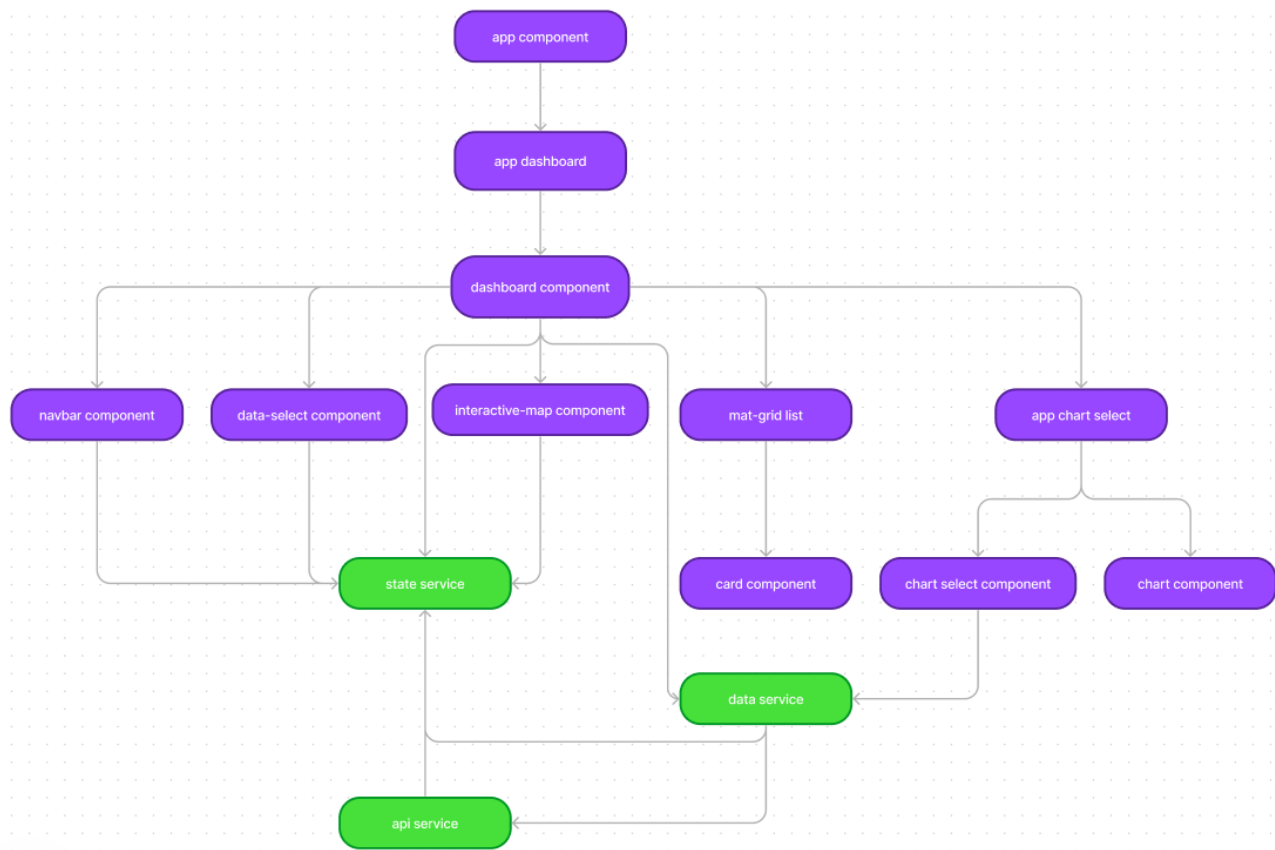 app component
app dashboard
dashboard component
navbar component
data-select component
interactive-map component
mat-grid list
app chart select
state service
card component
chart select component
chart component
data service
api service